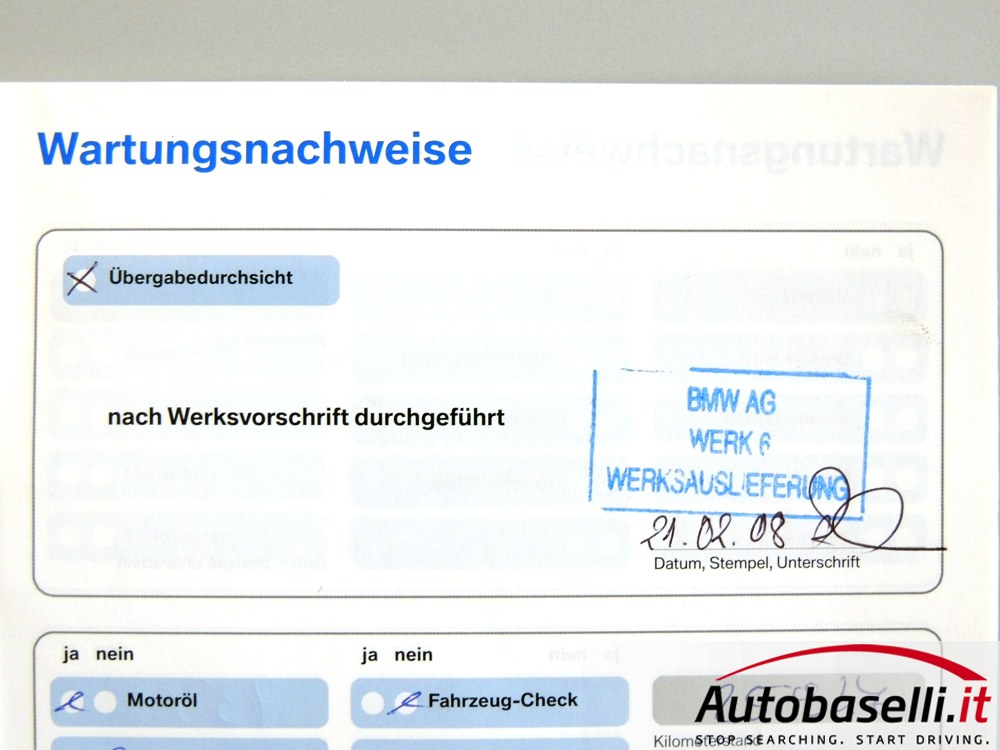 Wartungsnachweise
Übergabedurchsicht
nach Werksvorschrift durchgeführt
BMW AG
WERK 6
WERKSAUSLIEFERUNG
21.02.08
Datum, Stempel, Unterschrift
ja nein ja nein
Motoröl Fahrzeug-Check
Kilometerstand
Autobaselli.it
STOP SEARCHING. START DRIVING.